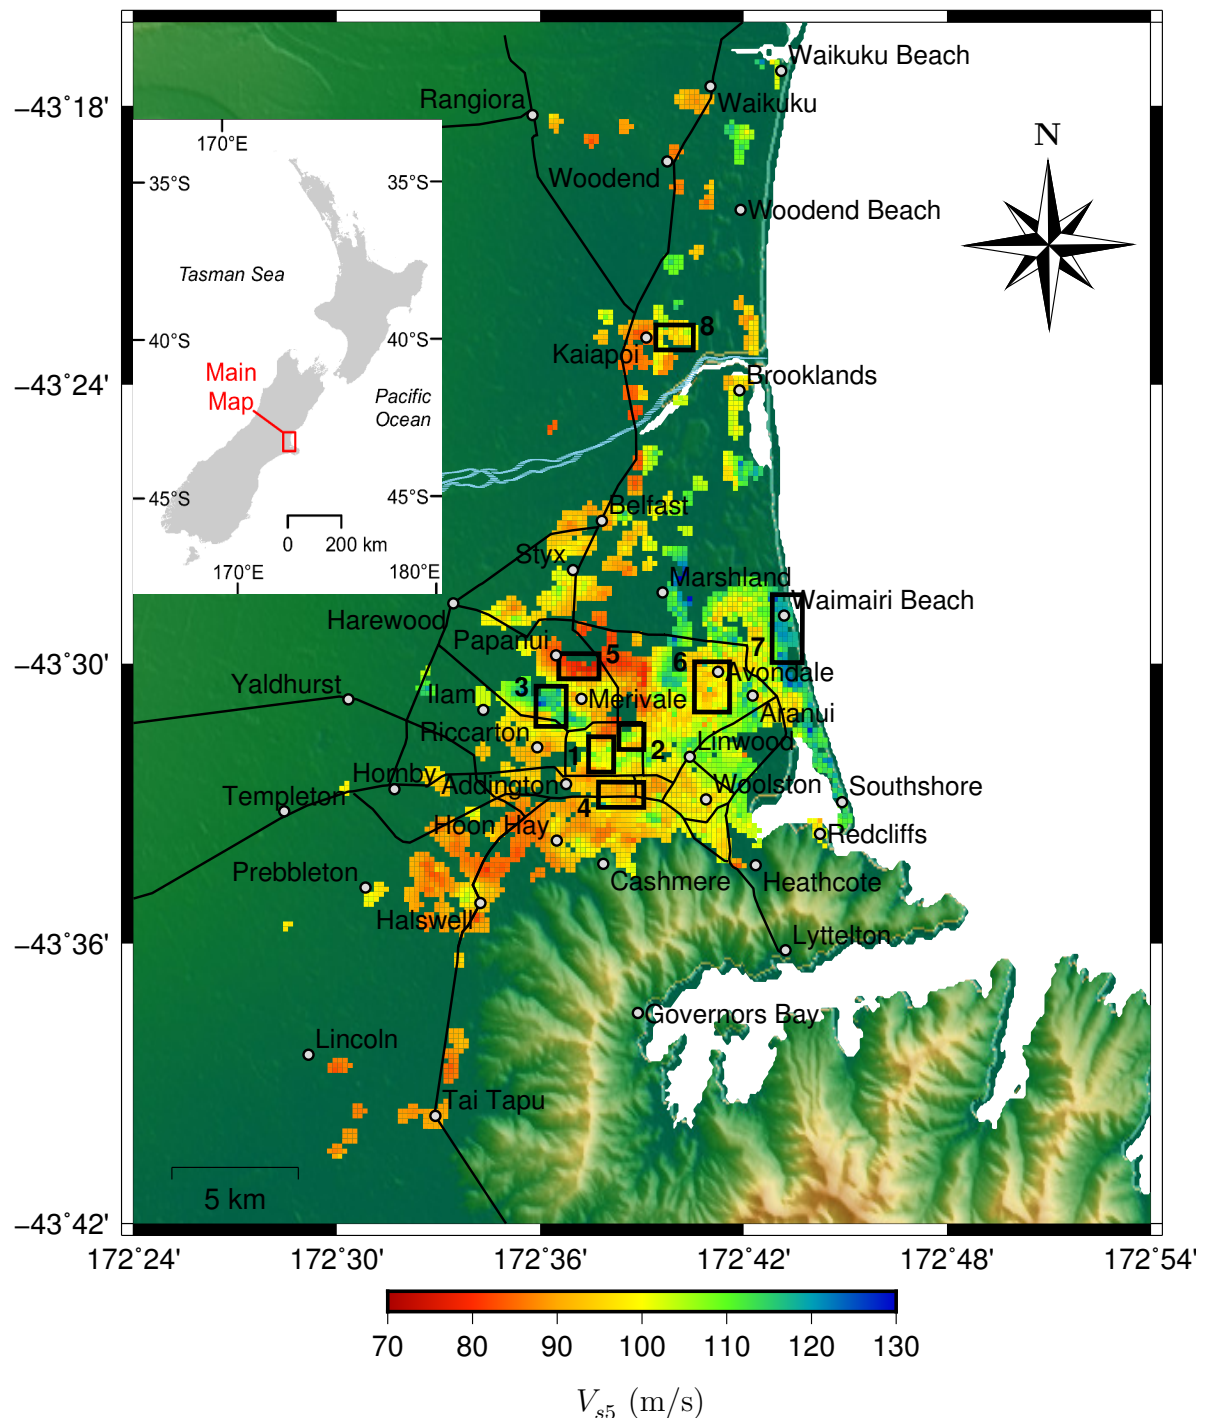 Waikuku Beach
−43˚18'
Rangiora
Waikuku
N
170°E
35°S
35°S
Woodend
Woodend Beach
Tasman Sea
40°S
40°S
8
Kaiapoi
Main
Map
Pacific
Ocean
−43˚24'
Brooklands
45°S
45°S
Belfast
0
200 km
170°E
180°E
Styx
Marshland
Waimairi Beach
Harewood
Papanui
5
7
6
−43˚30'
Avondale
Yaldhurst
Ilam
3
Merivale
Aranui
Riccarton
1
2
Linwood
Hornby
Addington
Woolston
Southshore
Templeton
4
Hoon Hay
Redcliffs
Prebbleton
Cashmere
Heathcote
Halswell
−43˚36'
Lyttelton
Governors Bay
Lincoln
Tai Tapu
5 km
−43˚42'
172˚24'
172˚30'
172˚36'
172˚42'
172˚48'
172˚54'
70
80
90
100
110
120
130
Vs5 (m/s)